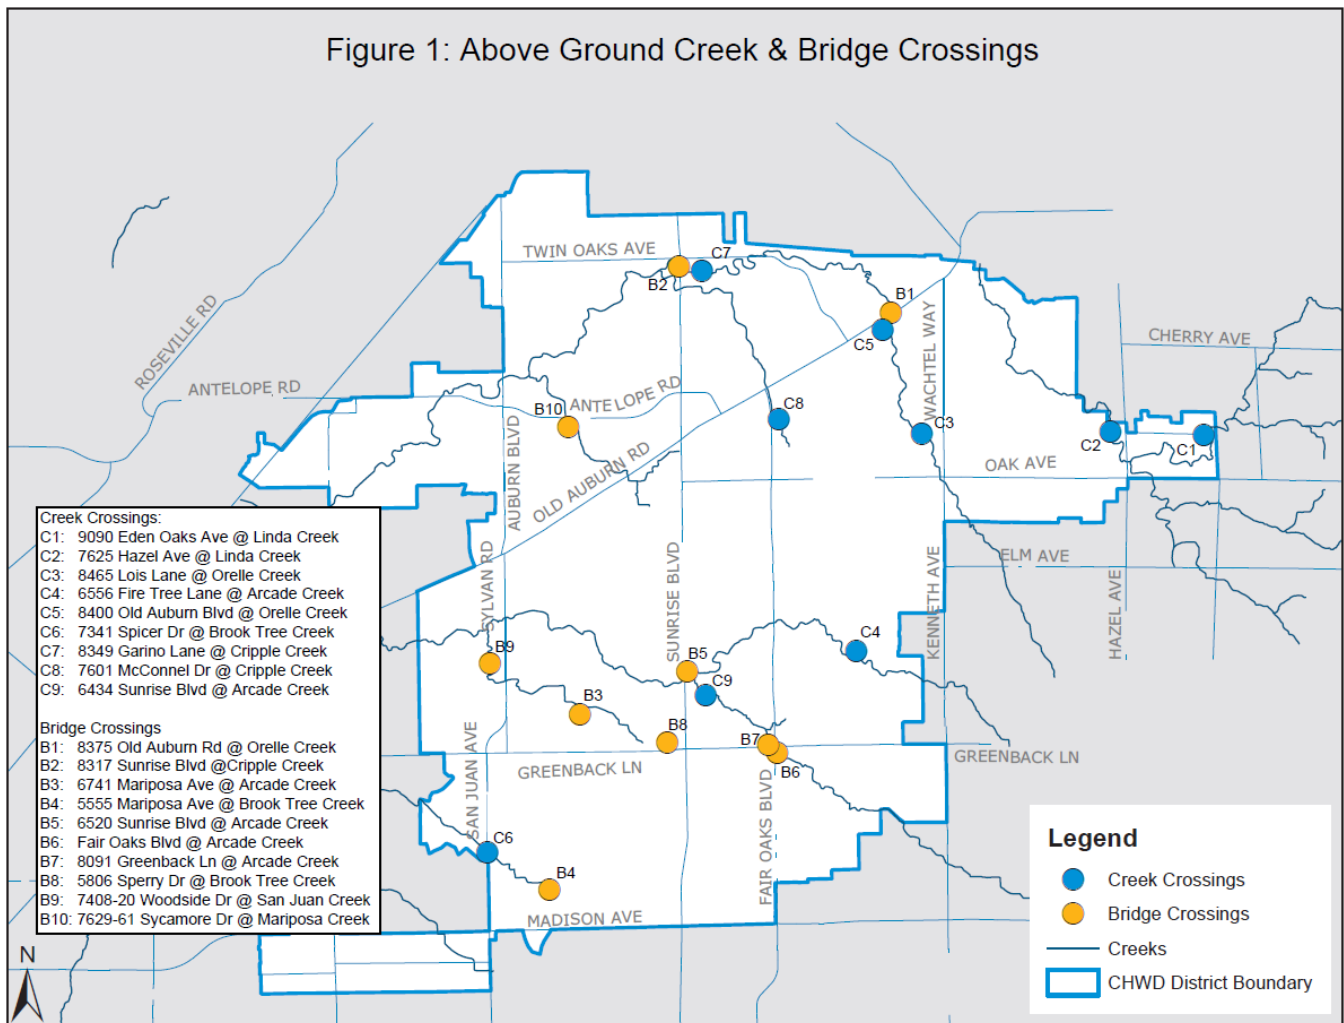 Figure 1: Above Ground Creek & Bridge Crossings
TWIN OAKS AVE
C7
B2
B1
C5
WACHTEL WAY
CHERRY AVE
ROSEVILLE RD
ANTELOPE RD
ANTELOPE RD
B10
C8
C3
C2
C1
AUBURN BLVD
OLD AUBURN RD
OAK AVE
Creek Crossings:
C1: 9090 Eden Oaks Ave @ Linda Creek
C2: 7625 Hazel Ave @ Linda Creek
C3: 8465 Lois Lane @ Orelle Creek
C4: 6556 Fire Tree Lane @ Arcade Creek
C5: 8400 Old Auburn Blvd @ Orelle Creek
C6: 7341 Spicer Dr @ Brook Tree Creek
C7: 8349 Garino Lane @ Cripple Creek
C8: 7601 McConnel Dr @ Cripple Creek
C9: 6434 Sunrise Blvd @ Arcade Creek
Bridge Crossings
B1: 8375 Old Auburn Rd @ Orelle Creek
B2: 8317 Sunrise Blvd @Cripple Creek
B3: 6741 Mariposa Ave @ Arcade Creek
B4: 5555 Mariposa Ave @ Brook Tree Creek
B5: 6520 Sunrise Blvd @ Arcade Creek
B6: Fair Oaks Blvd @ Arcade Creek
B7: 8091 Greenback Ln @ Arcade Creek
B8: 5806 Sperry Dr @ Brook Tree Creek
B9: 7408-20 Woodside Dr @ San Juan Creek
B10: 7629-61 Sycamore Dr @ Mariposa Creek
SYLVAN RD
SUNRISE BLVD
KENNETH AVE
ELM AVE
HAZEL AVE
B9
B5
C4
C9
B3
B8
B7
B6
SAN JUAN AVE
GREENBACK LN
GREENBACK LN
FAIR OAKS BLVD
C6
B4
MADISON AVE
N
Legend
Creek Crossings
Bridge Crossings
Creeks
CHWD District Boundary